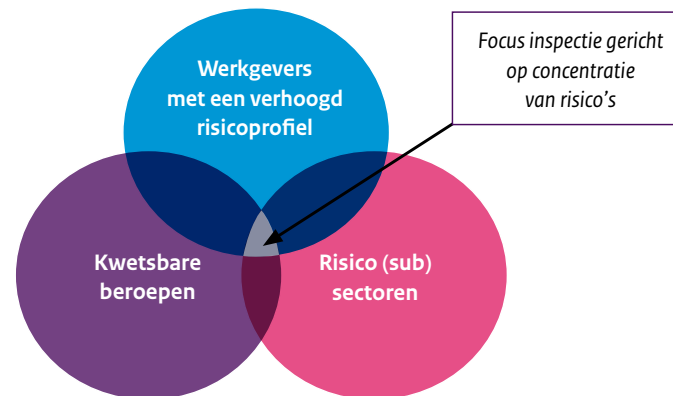 Werkgevers
met een verhoogd
risicoprofiel
Focus inspectie gericht
op concentratie
van risico's
Kwetsbare
beroepen
Risico (sub)
sectoren